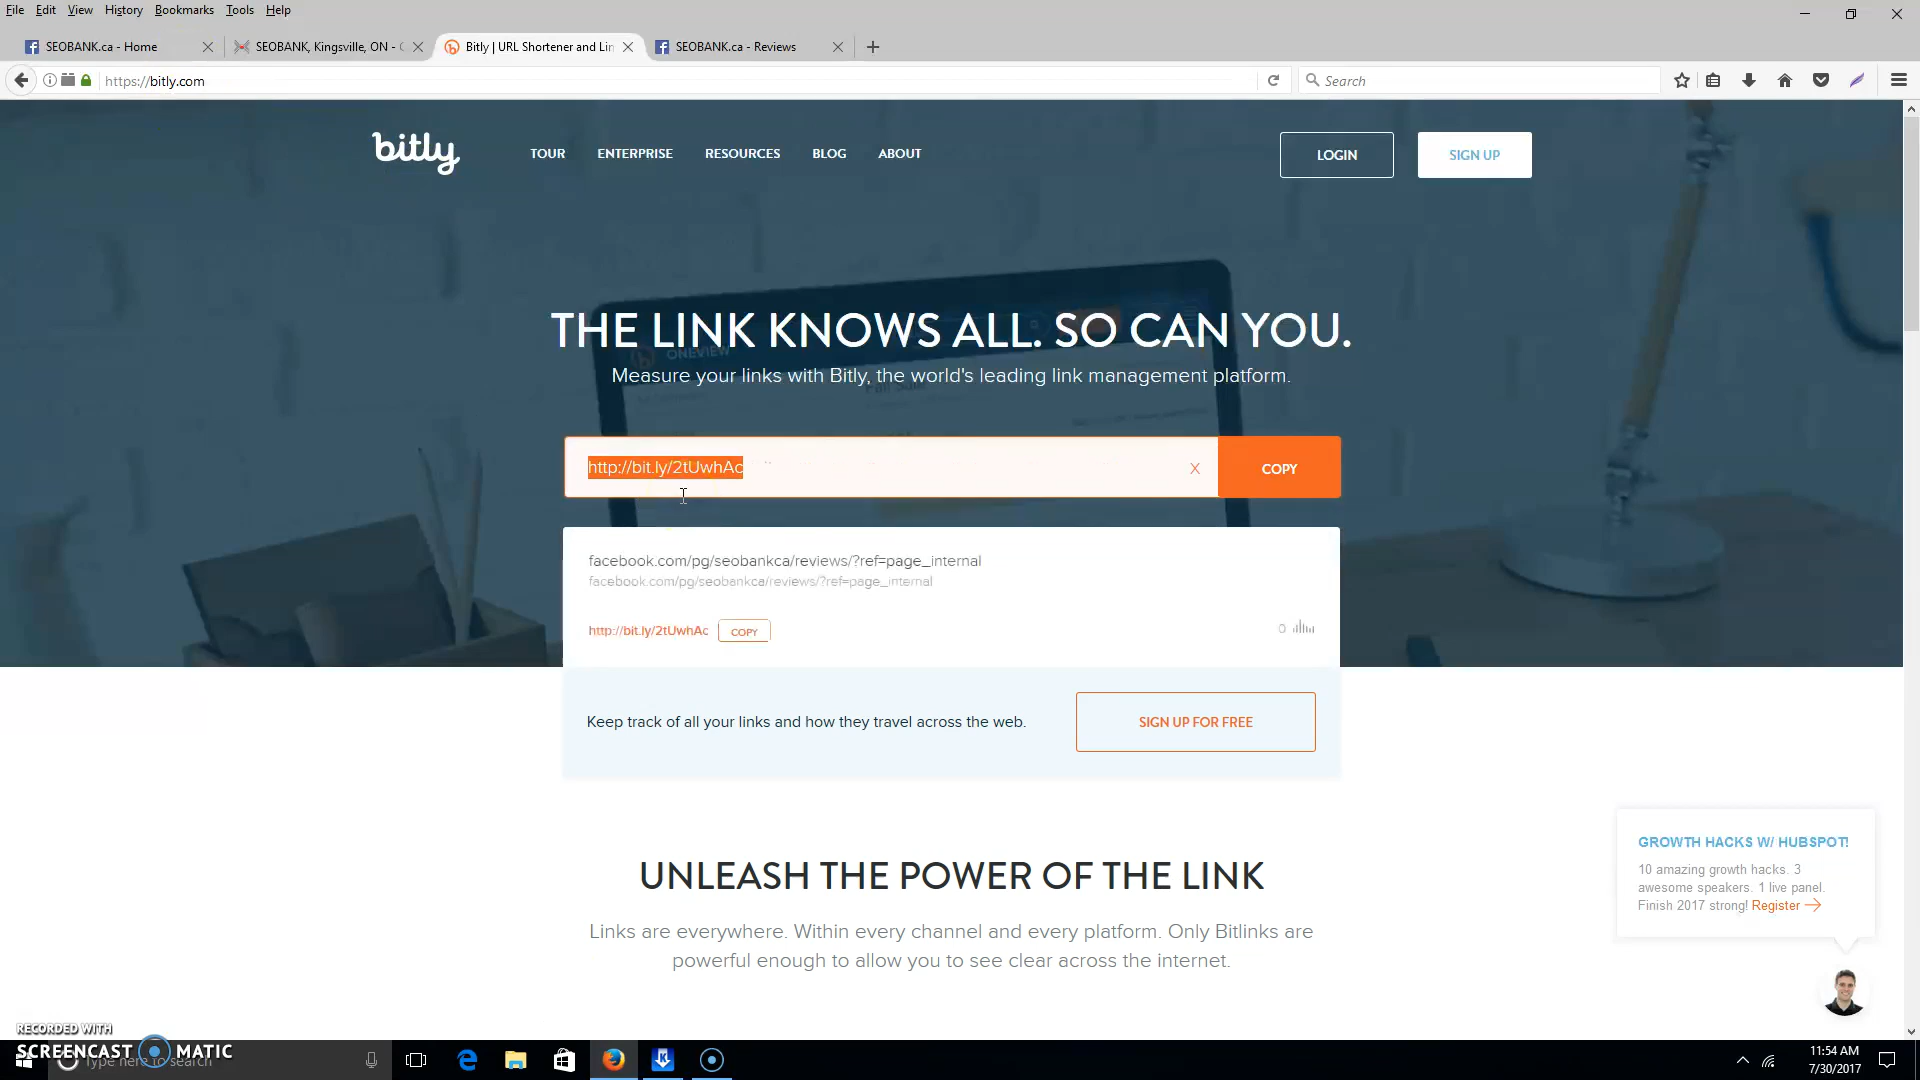 File Edit View History Bookmarks Tools Help
SEOBANK.ca - Home
SEOBANK, Kingsville, ON -
Bitly | URL Shortener and Lin
SEOBANK.ca - Reviews
https://bitly.com
Search
bitly
TOUR ENTERPRISE RESOURCES BLOG ABOUT
LOGIN
SIGN UP
ONEVIEW
THE LINK KNOWS ALL. SO CAN YOU.
Measure your links with Bitly, the world's leading link management platform.
http://bit.ly/2tUwhAc
X
COPY
facebook.com/pg/seobankca/reviews/?ref=page_internal
facebook.com/pg/seobankca/reviews/?ref=page_internal
http://bit.ly/2tUwhAc
COPY
0
Keep track of all your links and how they travel across the web.
SIGN UP FOR FREE
UNLEASH THE POWER OF THE LINK
Links are everywhere. Within every channel and every platform. Only Bitlinks are
powerful enough to allow you to see clear across the internet.
GROWTH HACKS W/ HUBSPOT!
10 amazing growth hacks. 3
awesome speakers. 1 live panel.
Finish 2017 strong! Register
RECORDED WITH
SCREENCAST MATIC
Type here to search
11:54 AM
7/30/2017